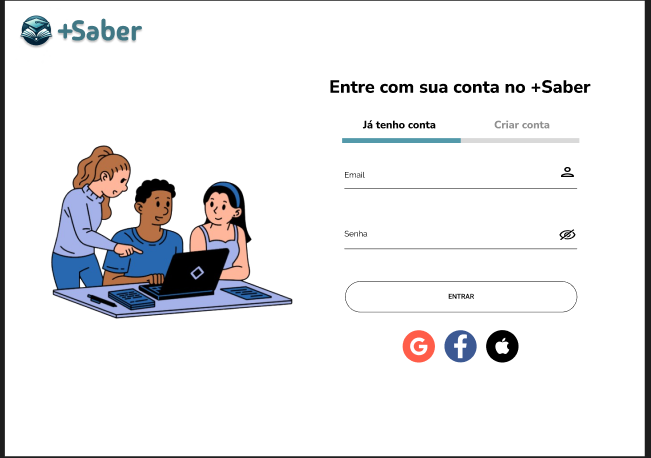 +Saber
Entre com sua conta no +Saber
Já tenho conta
Criar conta
Email
Senha
ENTRAR